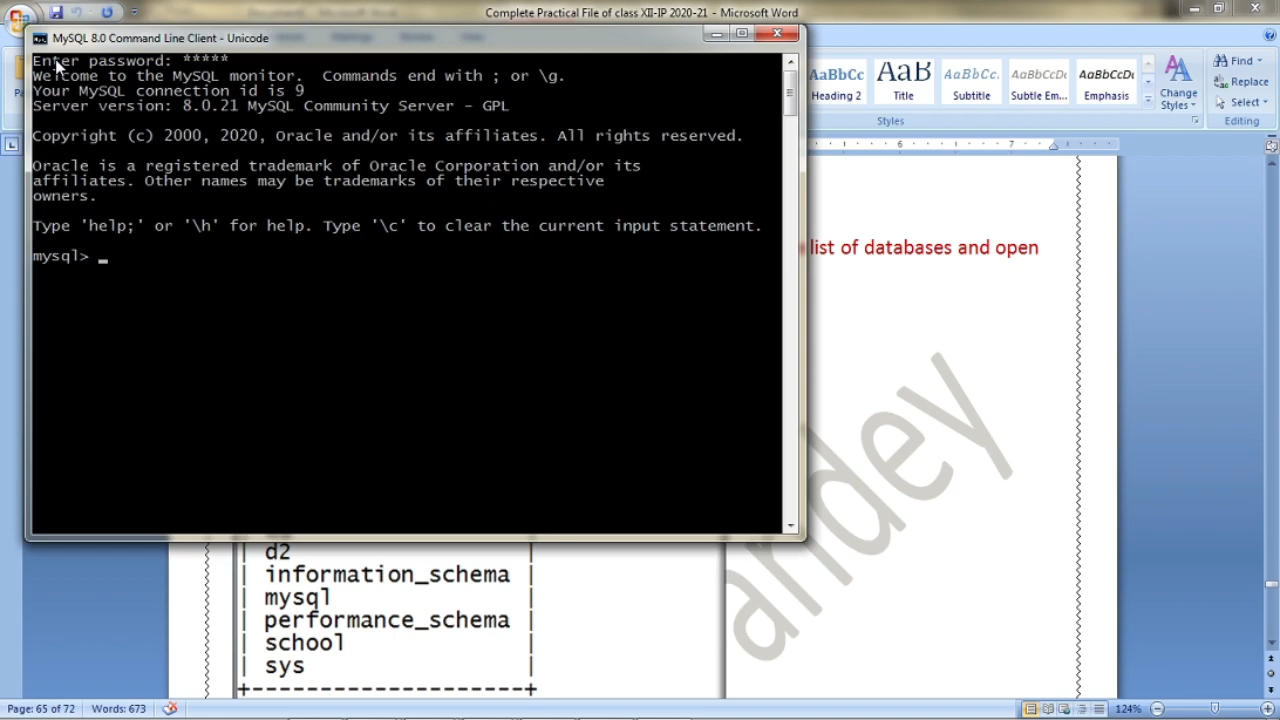 Complete Practical File of class XII-IP 2020-21 - Microsoft Word
MySQL 8.0 Command Line Client - Unicode
Enter password: *****
Welcome to the MySQL monitor.  Commands end with ; or \g.
Your MySQL connection id is 9
Server version: 8.0.21 MySQL Community Server - GPL
Copyright (c) 2000, 2020, Oracle and/or its affiliates. All rights reserved.
Oracle is a registered trademark of Oracle Corporation and/or its
affiliates. Other names may be trademarks of their respective
owners.
Type 'help;' or '\h' for help. Type '\c' to clear the current input statement.
mysql> _
AaBbCc AaB AaBbCc. AaBbCcDd AaBbCcDc
Heading 2 Title Subtitle Subtle Em... Emphasis
Change Styles
Styles
Find
Replace
Select
Editing
6 7
list of databases and open
d2
information_schema
mysql
performance_schema
school
sys
+---------------------+
andey
Page: 65 of 72 Words: 673 124%